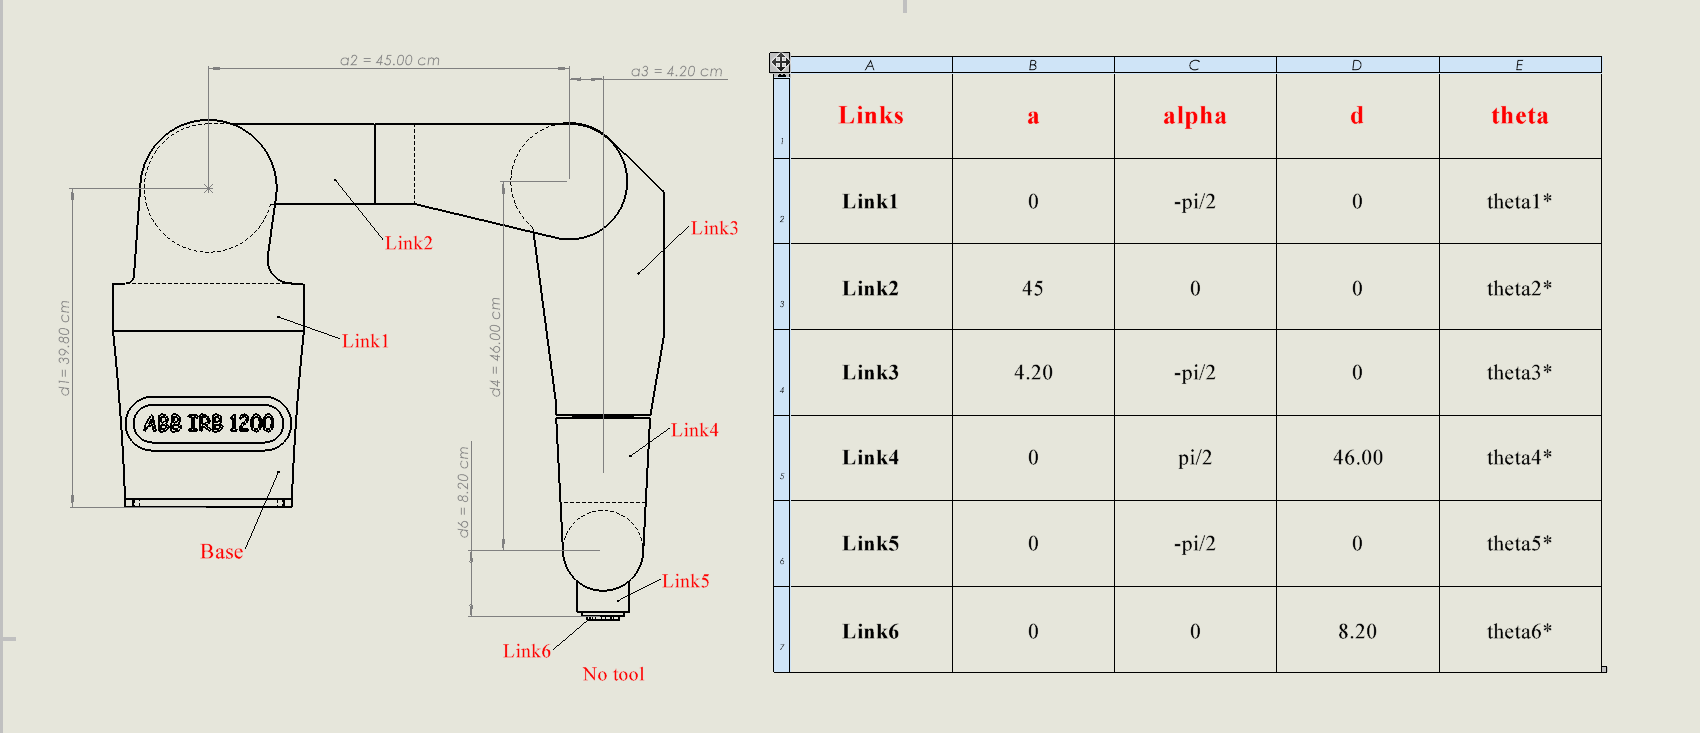 a2 = 45.00 cm
a3 = 4.20 cm
Link3
Link2
d1= 39.80 cm
d4 = 46.00 cm
Link1
ABB IRB 1200
Link4
d6 = 8.20 cm
Base
Link5
Link6
No tool
A B C D E
1 Links a alpha d theta
2 Link1 0 -pi/2 0 theta1*
3 Link2 45 0 0 theta2*
4 Link3 4.20 -pi/2 0 theta3*
5 Link4 0 pi/2 46.00 theta4*
6 Link5 0 -pi/2 0 theta5*
7 Link6 0 0 8.20 theta6*